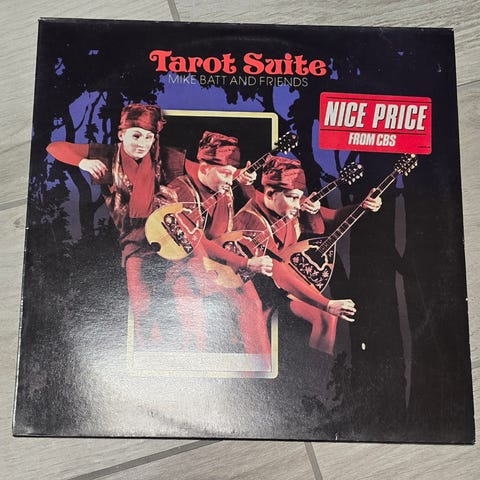 Tarot Suite
MIKE BATT AND FRIENDS
NICE PRICE
FROM CBS